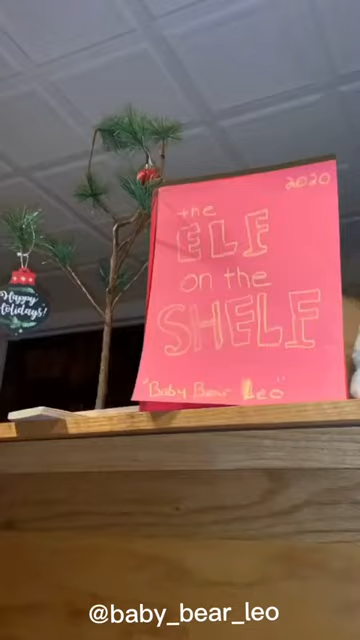 2020
the
ELF
on the
SHELF
"Baby Bear Leo"
Happy
Holidays!
@baby_bear_leo